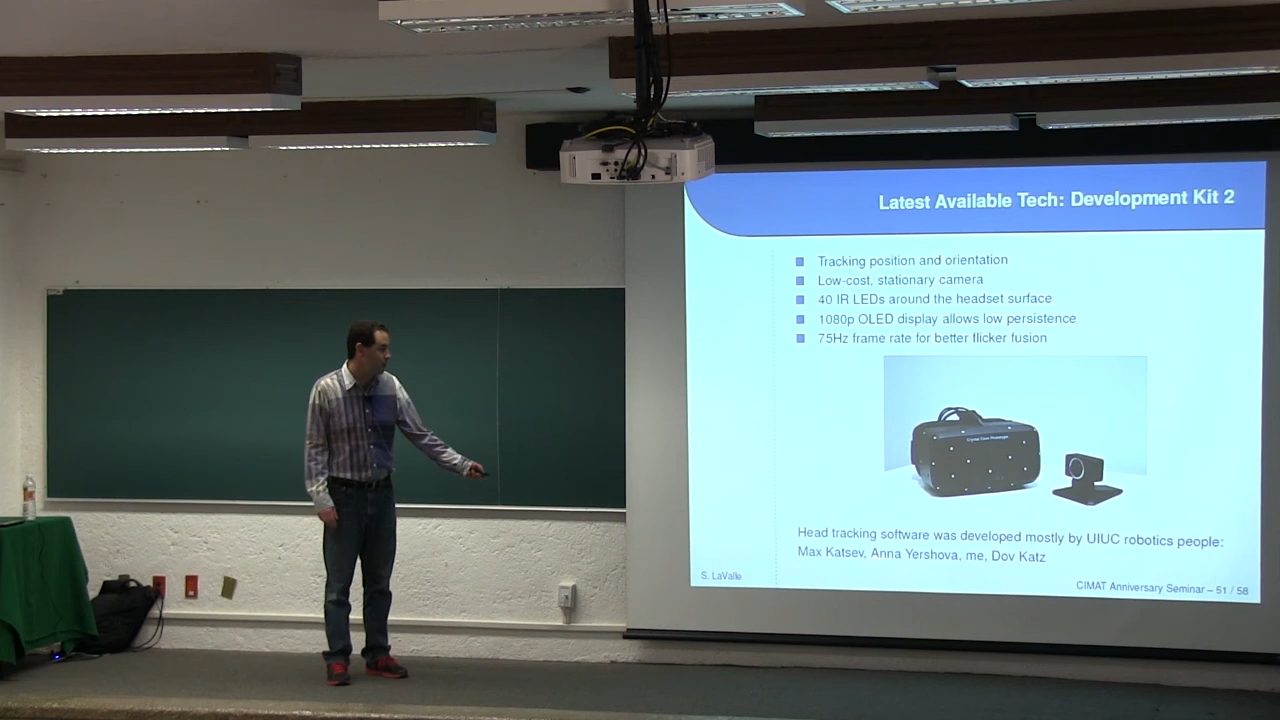 Latest Available Tech: Development Kit 2
Tracking position and orientation
Low-cost, stationary camera
40 IR LEDs around the headset surface
1080p OLED display allows low persistence
75Hz frame rate for better flicker fusion
Crystal Cove Prototype
Head tracking software was developed mostly by UIUC robotics people:
Max Katsev, Anna Yershova, me, Dov Katz
S. LaValle
CIMAT Anniversary Seminar – 51 / 58